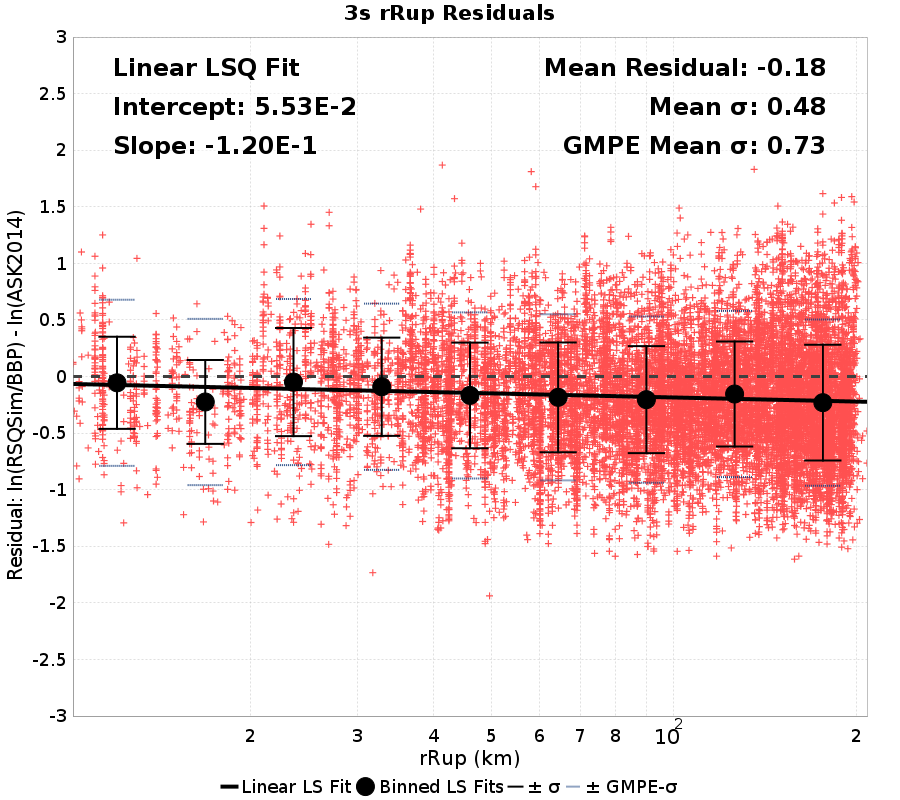 3s rRup Residuals
Linear LSQ Fit
Intercept: 5.53E-2
Slope: -1.20E-1
Mean Residual: -0.18
Mean σ: 0.48
GMPE Mean σ: 0.73
Residual: ln(RSQSim/BBP) - ln(ASK2014)
3
2.5
2
1.5
1
0.5
0
-0.5
-1
-1.5
-2
-2.5
-3
2 3 4 5 6 7 8 10² 2
rRup (km)
Linear LS Fit Binned LS Fits ± σ ± GMPE-σ